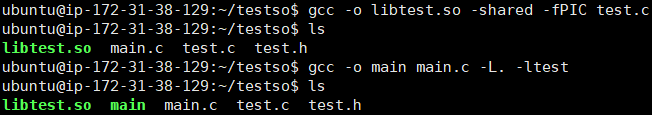 ubuntu@ip-172-31-38-129:~/testso$ gcc -o libtest.so -shared -fPIC test.c
ubuntu@ip-172-31-38-129:~/testso$ ls
libtest.so  main.c  test.c  test.h
ubuntu@ip-172-31-38-129:~/testso$ gcc -o main main.c -L. -ltest
ubuntu@ip-172-31-38-129:~/testso$ ls
libtest.so  main  main.c  test.c  test.h